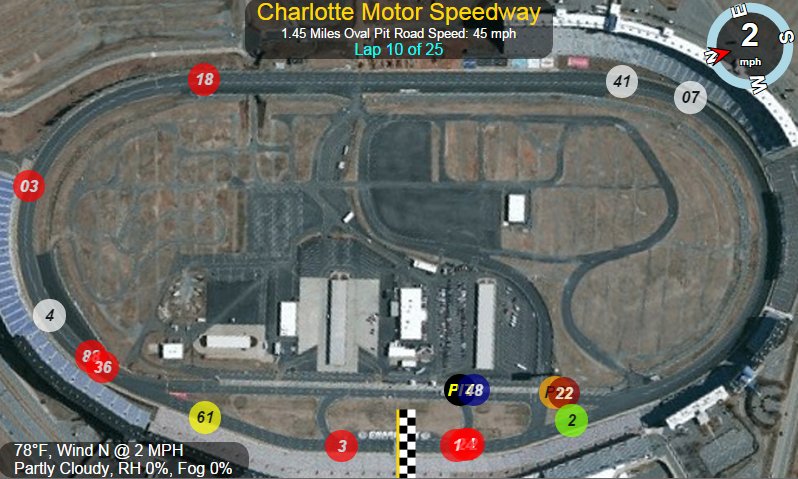 Charlotte Motor Speedway
1.45 Miles Oval Pit Road Speed: 45 mph
Lap 10 of 25
E
S
N
W
2
mph
18
41
07
03
4
36
48
22
2
61
3
1
78°F, Wind N @ 2 MPH
Partly Cloudy, RH 0%, Fog 0%